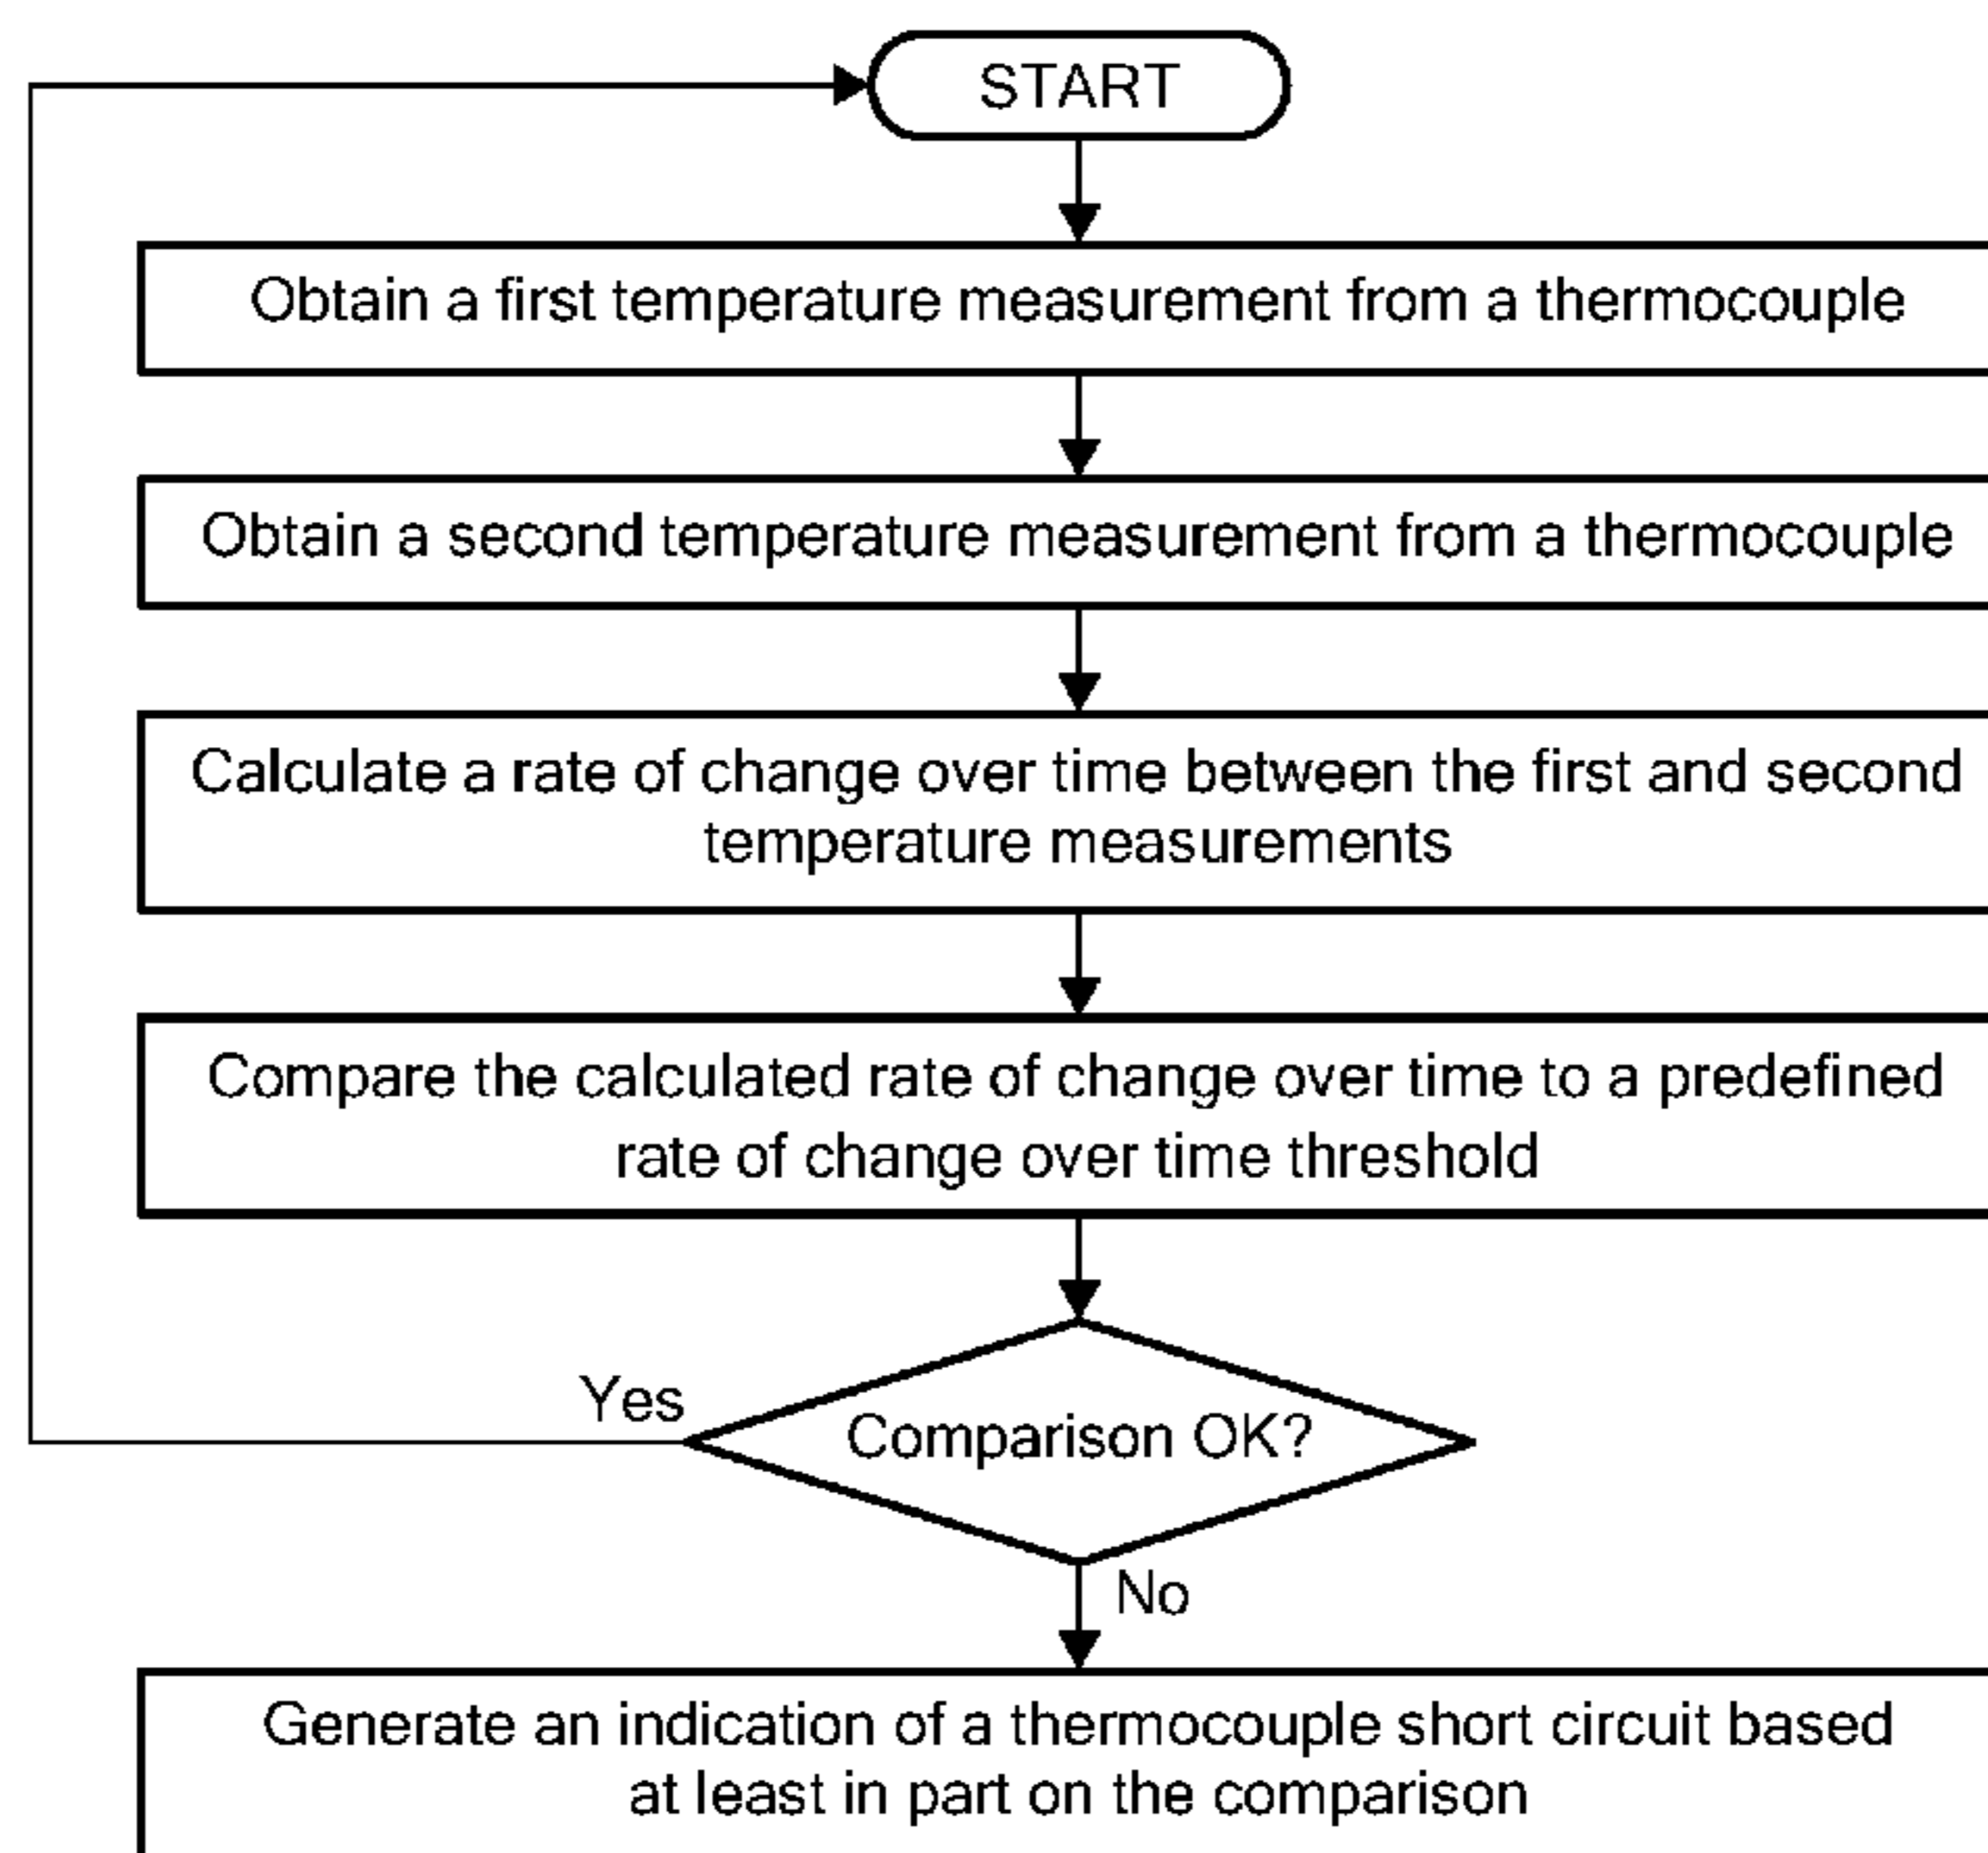 START
Obtain a first temperature measurement from a thermocouple
Obtain a second temperature measurement from a thermocouple
Calculate a rate of change over time between the first and second
temperature measurements
Compare the calculated rate of change over time to a predefined
rate of change over time threshold
Yes
Comparison OK?
No
Generate an indication of a thermocouple short circuit based
at least in part on the comparison